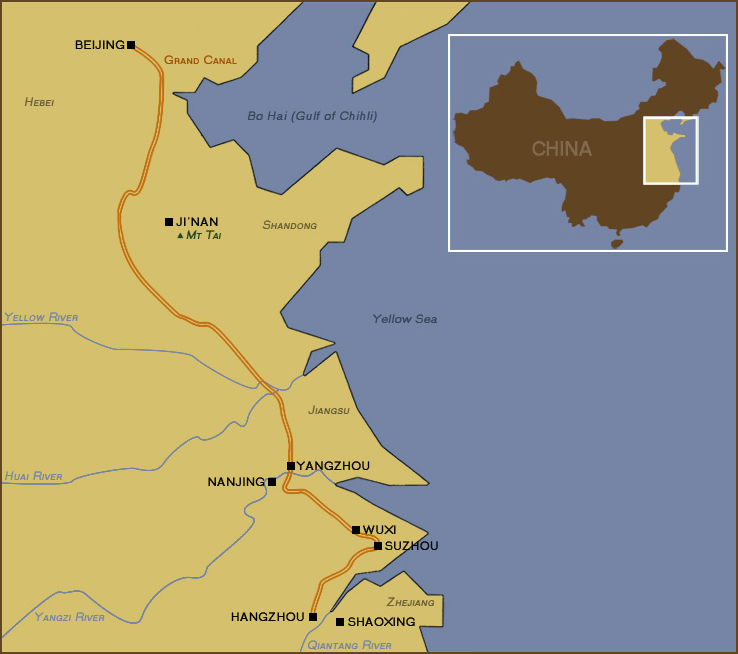 BEIJING
GRAND CANAL
HEBEI
Bo Hai (Gulf of Chihli)
CHINA
JI'NAN
MT TAI
SHANDONG
YELLOW RIVER
Yellow Sea
JIANGSU
YANGZHOU
HUAI RIVER
NANJING
WUXI
SUZHOU
ZHEJIANG
YANGZI RIVER
HANGZHOU
SHAOXING
QIANTANG RIVER